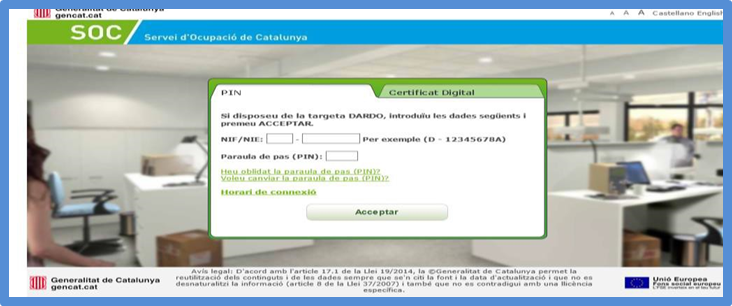 Generalitat de Catalunya
gencat.cat
A A A Castellano English
SOC/ Servei d'Ocupació de Catalunya
PIN Certificat Digital
Si disposeu de la targeta DARDO, introduïu les dades següents i
premeu ACCEPTAR.
NIF/NIE: - Per exemple (D - 12345678A)
Paraula de pas (PIN):
Heu oblidat la paraula de pas (PIN)?
Voleu canviar la paraula de pas (PIN)?
Horari de connexió
Acceptar
Generalitat de Catalunya
gencat.cat
Avís legal: D'acord amb l'article 17.1 de la Llei 19/2014, la ©Generalitat de Catalunya permet la
reutilització dels continguts i de les dades sempre que se'n citi la font i la data d'actualització i que no es
desnaturalitzi la informació (article 8 de la Llei 37/2007) i també que no es contradigui amb una llicència
específica.
Unió Europea
Fons social europeu